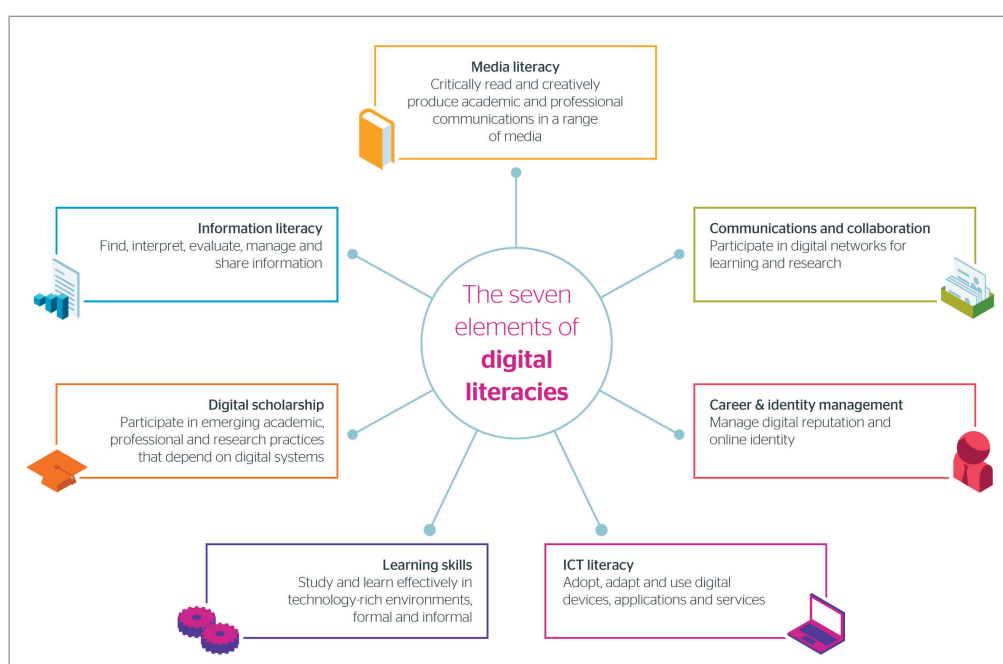 Media literacy
Critically read and creatively
produce academic and professional
communications in a range
of media
Information literacy
Find, interpret, evaluate, manage and
share information
Communications and collaboration
Participate in digital networks for
learning and research
The seven
elements of
digital
literacies
Digital scholarship
Participate in emerging academic,
professional and research practices
that depend on digital systems
Career & identity management
Manage digital reputation and
online identity
Learning skills
Study and learn effectively in
technology-rich environments,
formal and informal
ICT literacy
Adopt, adapt and use digital
devices, applications and services